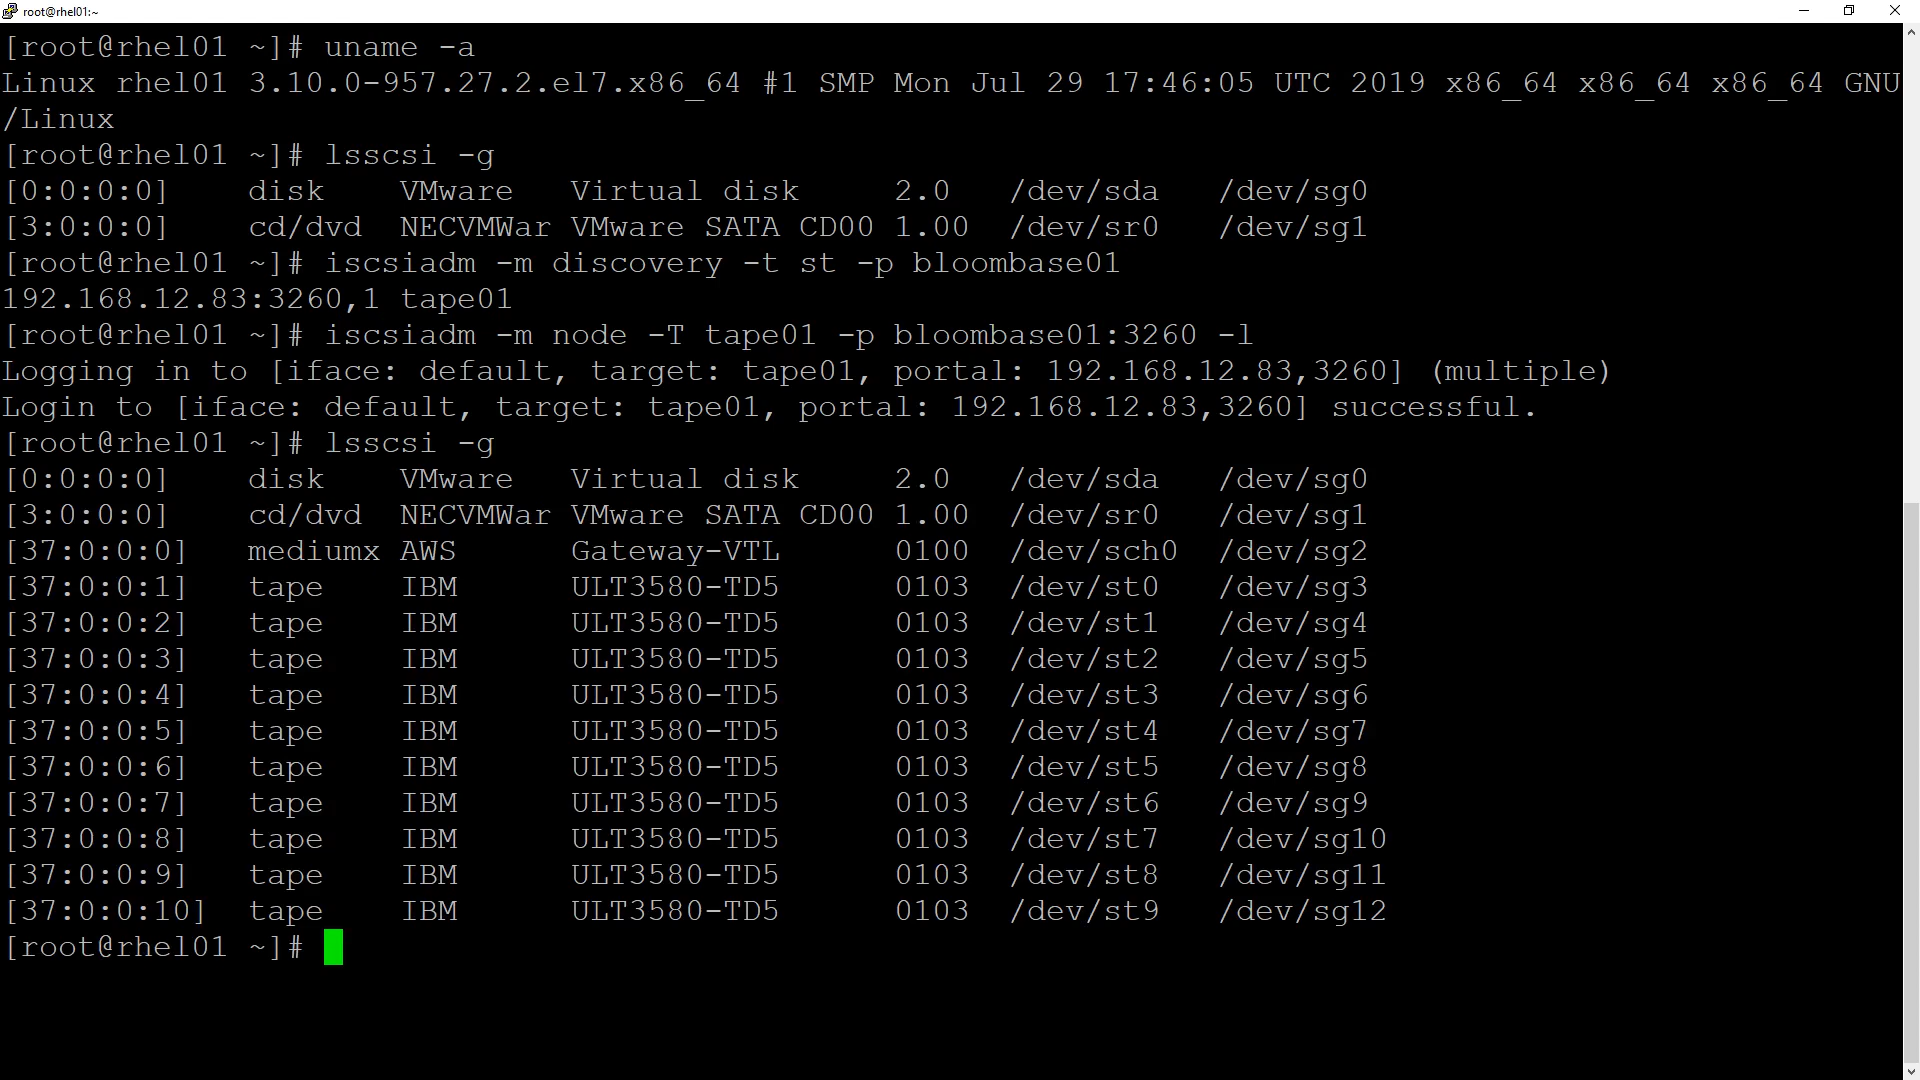 root@rhel01:~
[root@rhel01 ~]# uname -a
Linux rhel01 3.10.0-957.27.2.el7.x86_64 #1 SMP Mon Jul 29 17:46:05 UTC 2019 x86_64 x86_64 x86_64 GNU
/Linux
[root@rhel01 ~]# lsscsi -g
[0:0:0:0]    disk    VMware   Virtual disk     2.0   /dev/sda   /dev/sg0
[3:0:0:0]    cd/dvd  NECVMWar VMware SATA CD00 1.00  /dev/sr0   /dev/sg1
[root@rhel01 ~]# iscsiadm -m discovery -t st -p bloombase01
192.168.12.83:3260,1 tape01
[root@rhel01 ~]# iscsiadm -m node -T tape01 -p bloombase01:3260 -l
Logging in to [iface: default, target: tape01, portal: 192.168.12.83,3260] (multiple)
Login to [iface: default, target: tape01, portal: 192.168.12.83,3260] successful.
[root@rhel01 ~]# lsscsi -g
[0:0:0:0]    disk    VMware   Virtual disk     2.0   /dev/sda   /dev/sg0
[3:0:0:0]    cd/dvd  NECVMWar VMware SATA CD00 1.00  /dev/sr0   /dev/sg1
[37:0:0:0]   mediumx AWS      Gateway-VTL      0100  /dev/sch0  /dev/sg2
[37:0:0:1]   tape    IBM      ULT3580-TD5      0103  /dev/st0   /dev/sg3
[37:0:0:2]   tape    IBM      ULT3580-TD5      0103  /dev/st1   /dev/sg4
[37:0:0:3]   tape    IBM      ULT3580-TD5      0103  /dev/st2   /dev/sg5
[37:0:0:4]   tape    IBM      ULT3580-TD5      0103  /dev/st3   /dev/sg6
[37:0:0:5]   tape    IBM      ULT3580-TD5      0103  /dev/st4   /dev/sg7
[37:0:0:6]   tape    IBM      ULT3580-TD5      0103  /dev/st5   /dev/sg8
[37:0:0:7]   tape    IBM      ULT3580-TD5      0103  /dev/st6   /dev/sg9
[37:0:0:8]   tape    IBM      ULT3580-TD5      0103  /dev/st7   /dev/sg10
[37:0:0:9]   tape    IBM      ULT3580-TD5      0103  /dev/st8   /dev/sg11
[37:0:0:10]  tape    IBM      ULT3580-TD5      0103  /dev/st9   /dev/sg12
[root@rhel01 ~]#